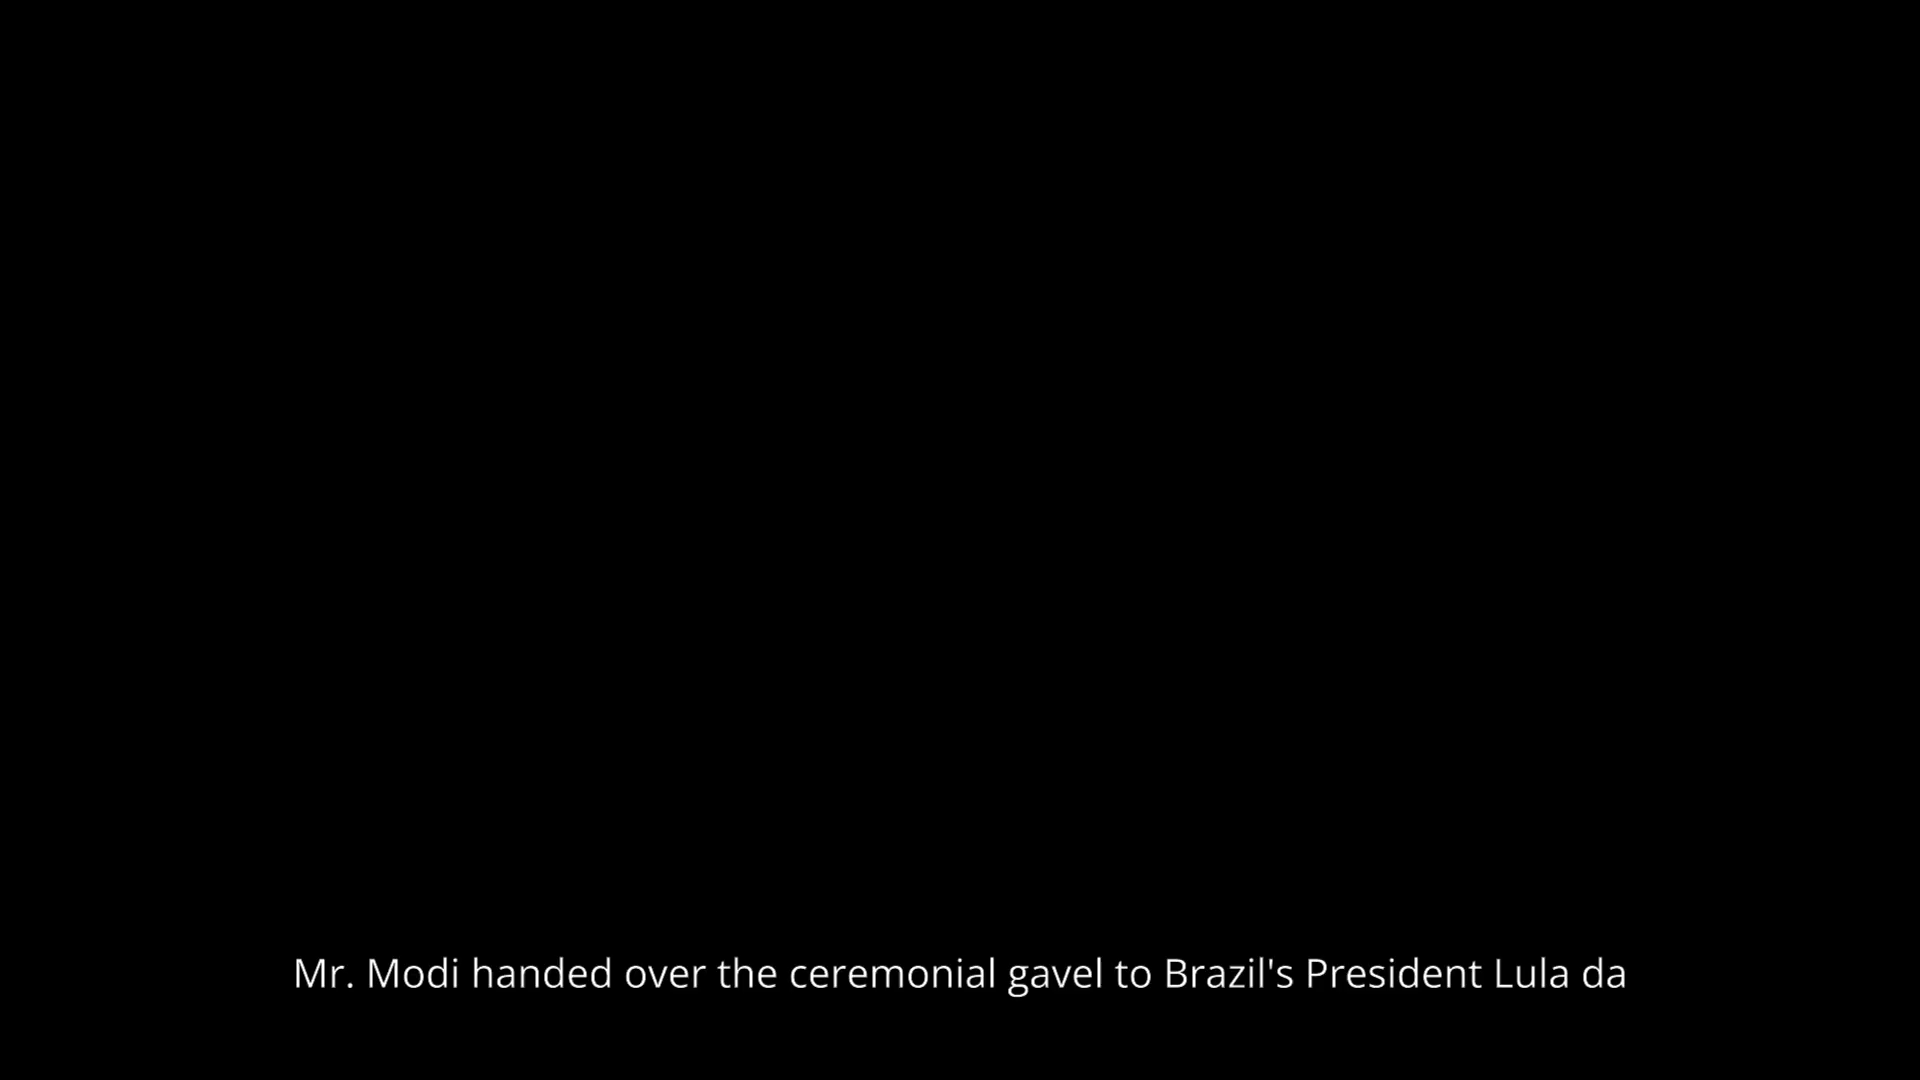 Mr. Modi handed over the ceremonial gavel to Brazil's President Lula da